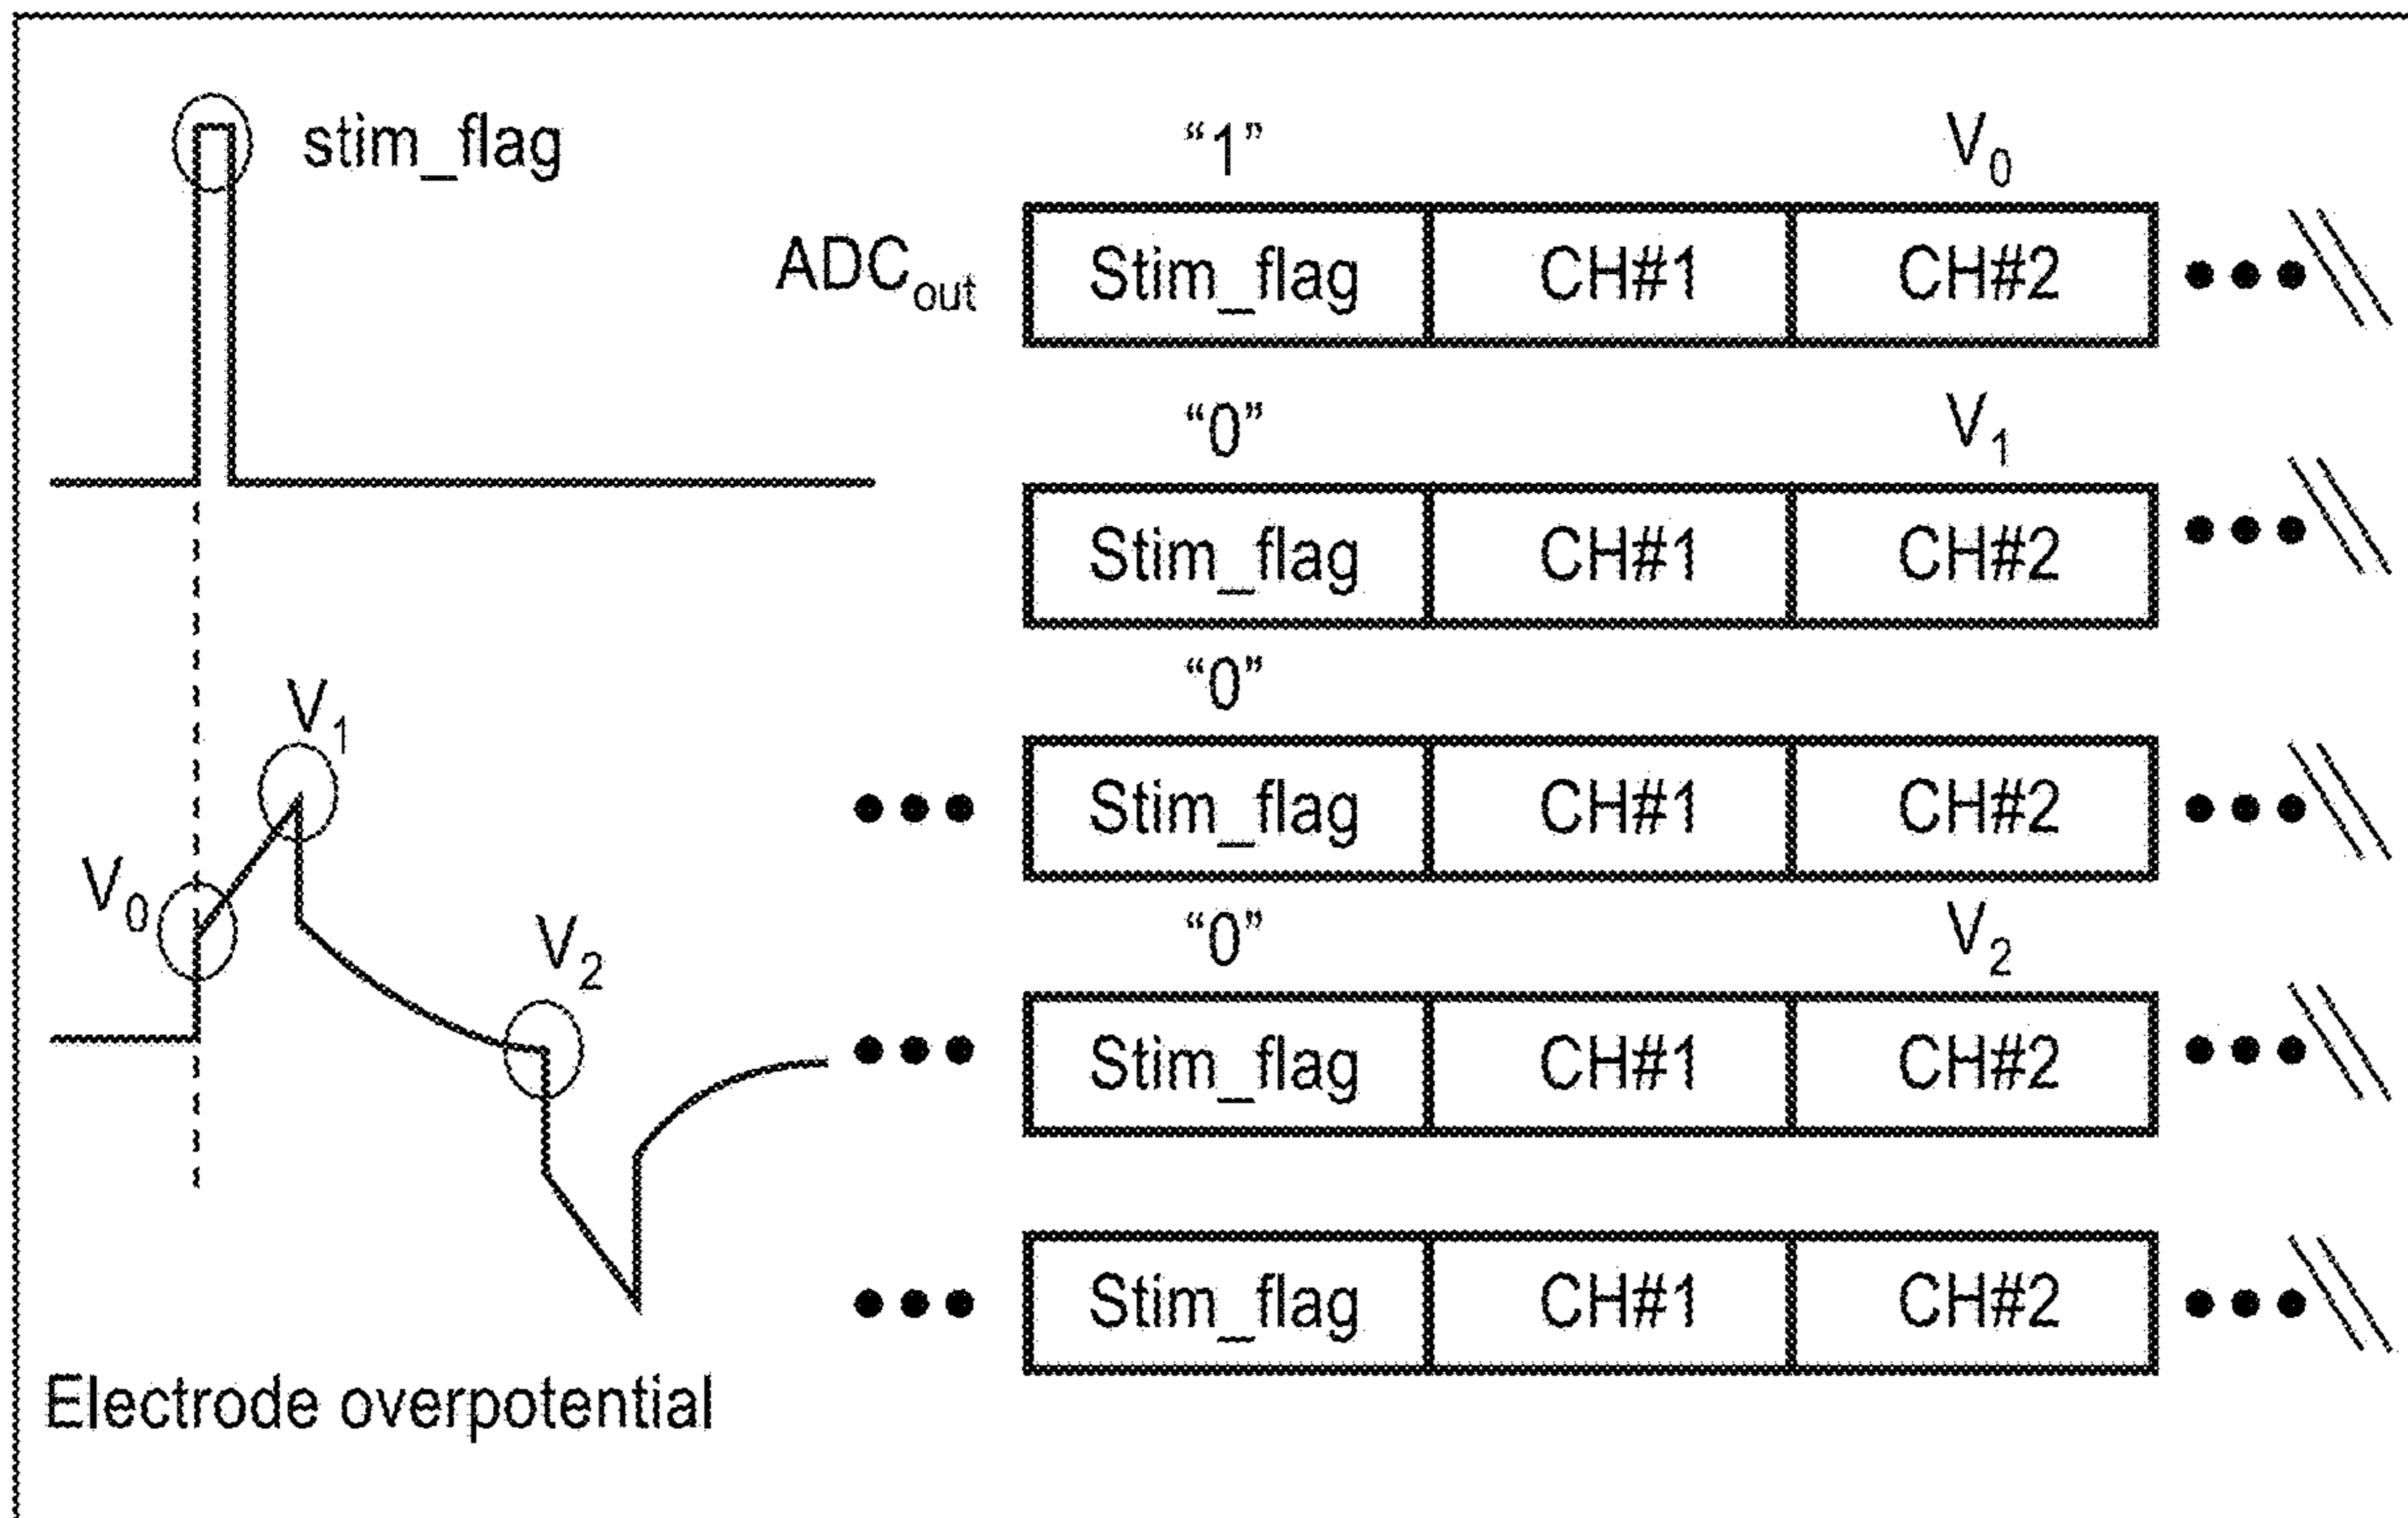 stim_flag
"1"
V₀
ADCout
Stim_flag CH#1 CH#2
"0"
V₁
Stim_flag CH#1 CH#2
"0"
Stim_flag CH#1 CH#2
"0"
V₂
Stim_flag CH#1 CH#2
Stim_flag CH#1 CH#2
V₁
V₀
V₂
Electrode overpotential